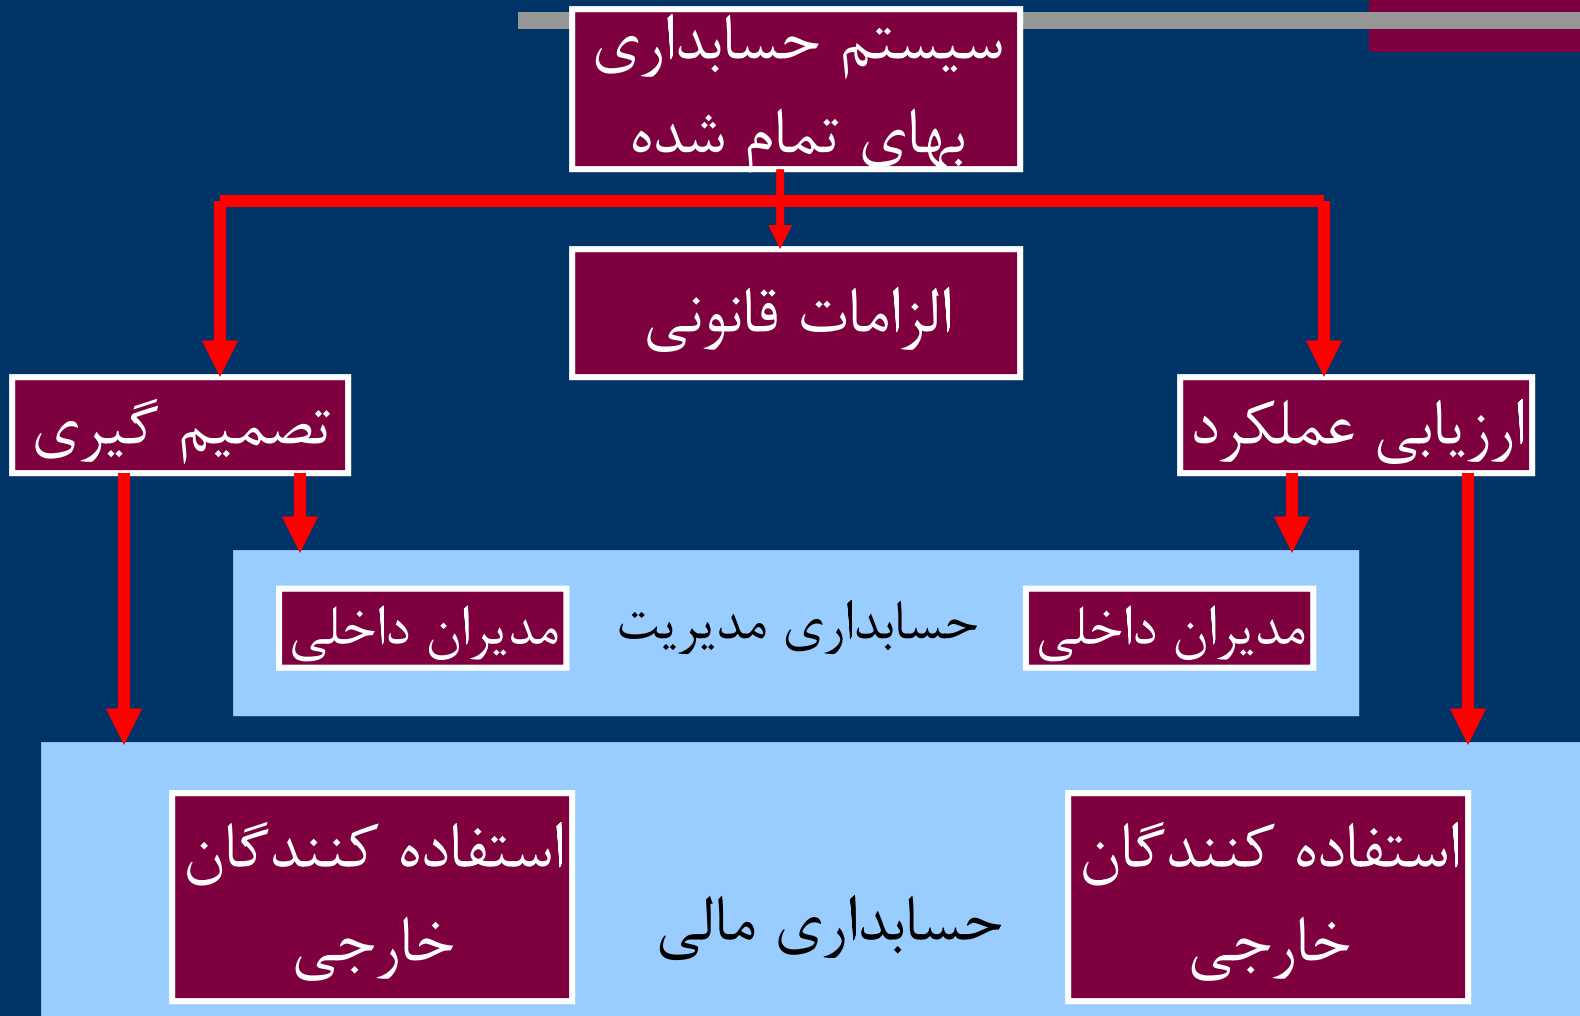 سیستم حسابداری
بهای تمام شده
الزامات قانونی
ارزیابی عملکرد
تصمیم گیری
مدیران داخلی
حسابداری مدیریت
مدیران داخلی
استفاده کنندگان
خارجی
حسابداری مالی
استفاده کنندگان
خارجی